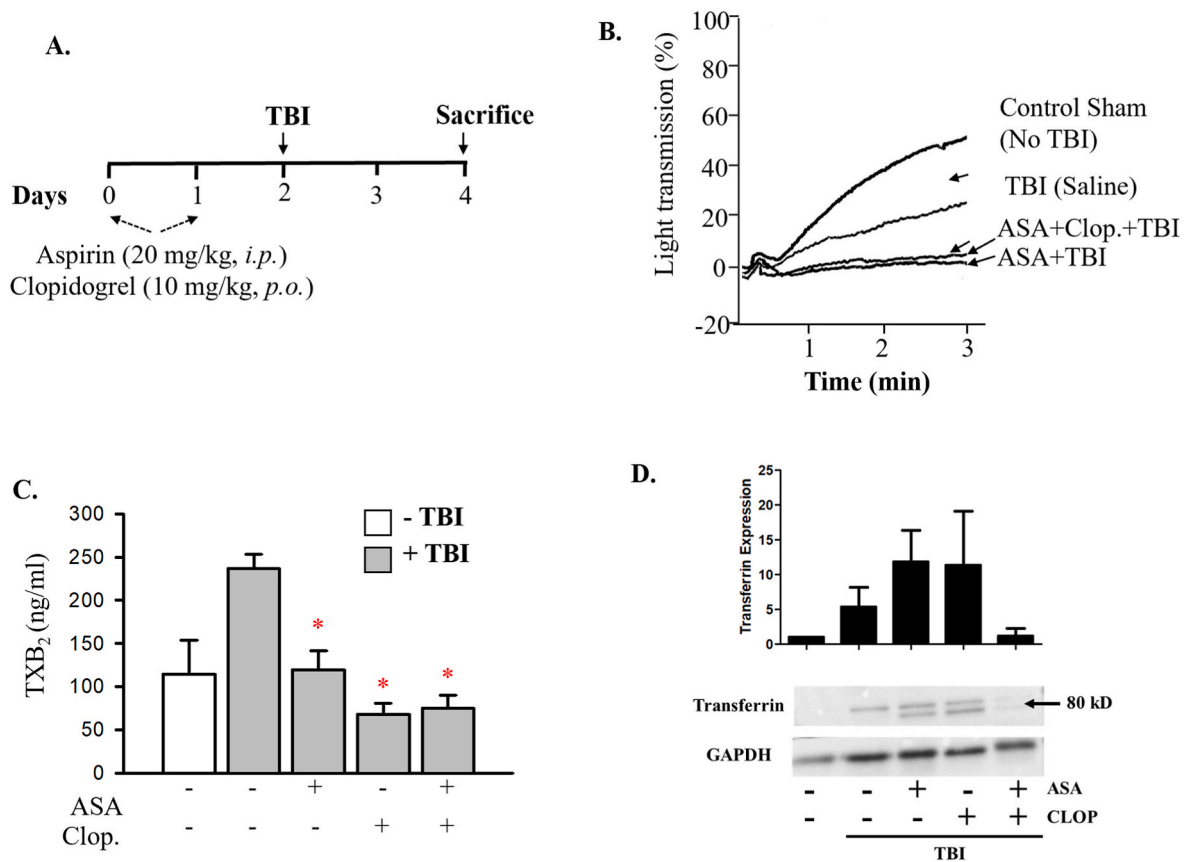 A.
TBI Sacrifice
Days 0 1 2 3 4
Aspirin (20 mg/kg, i.p.)
Clopidogrel (10 mg/kg, p.o.)
B.
Light transmission (%)
100
80
60
40
20
0
-20
1 2 3
Time (min)
Control Sham
(No TBI)
TBI (Saline)
ASA+Clop.+TBI
ASA+TBI
C.
TXB2 (ng/ml)
300
250
200
150
100
50
0
- TBI
+ TBI
* * *
ASA - - + - +
Clop. - - - + +
D.
Transferrin Expression
25
20
15
10
5
0
Transferrin 80 kD
GAPDH
- - + - + ASA
- - - + + CLOP
TBI